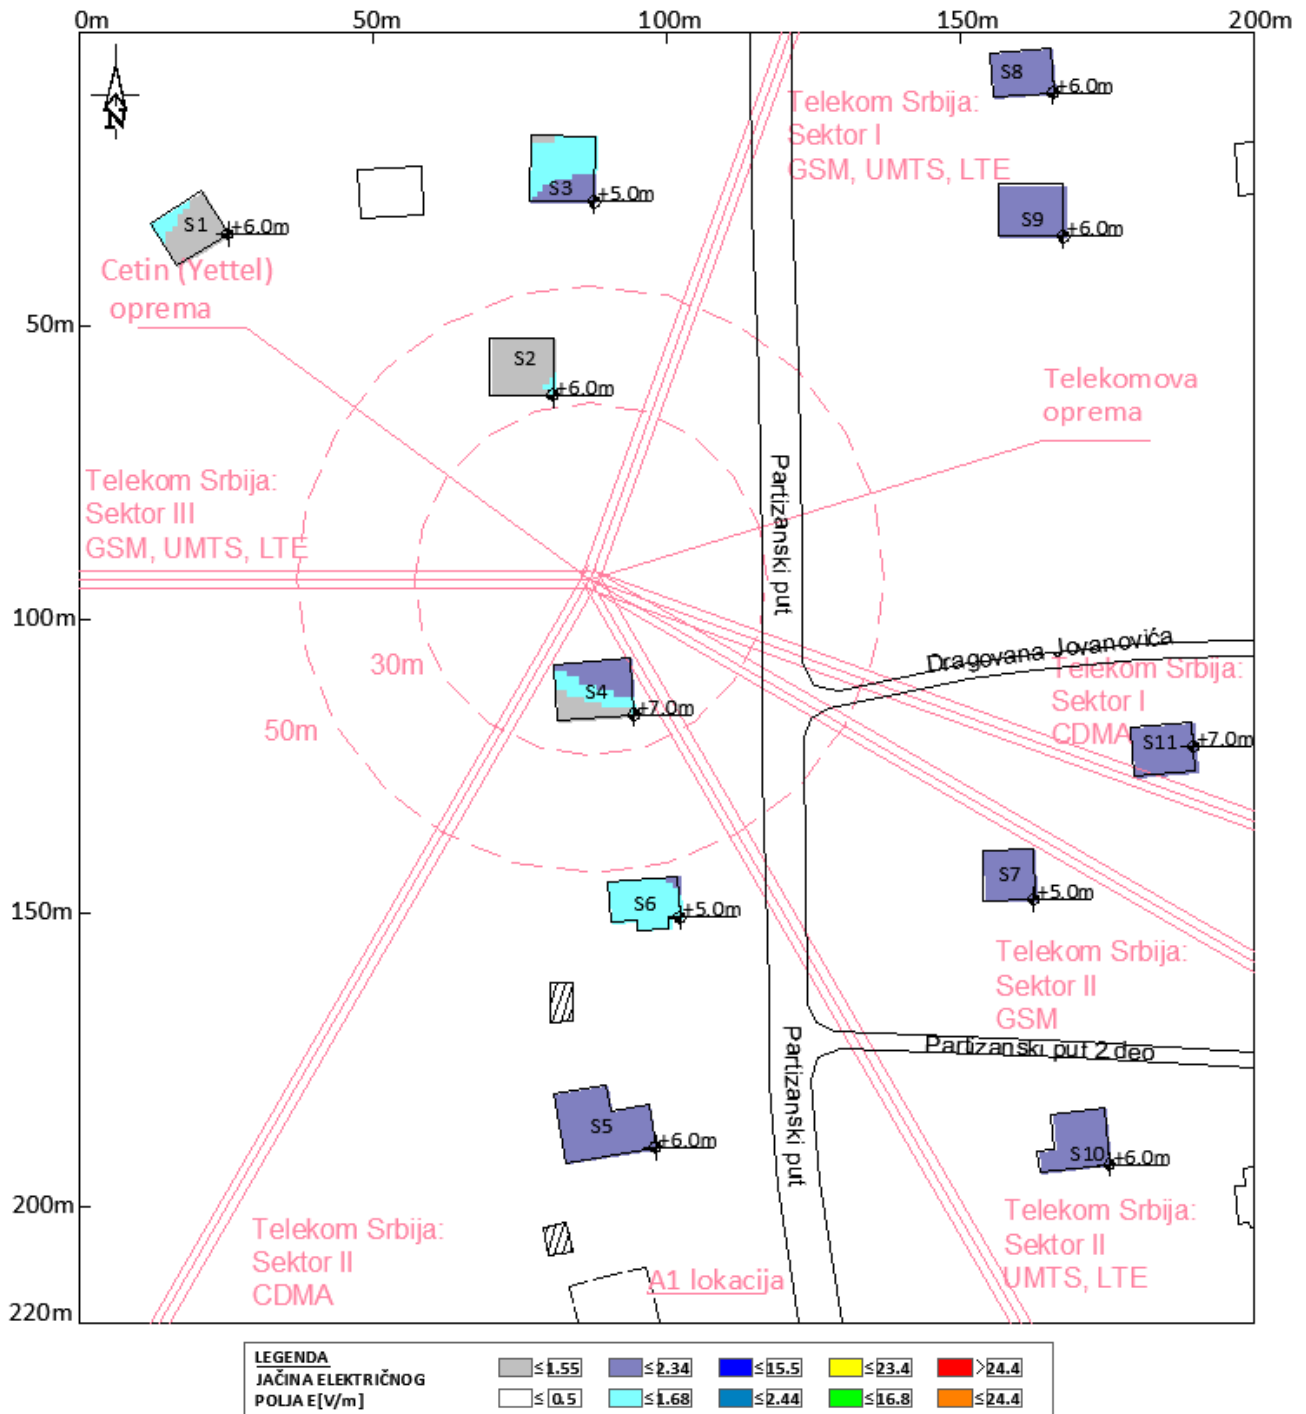 0m
50m
100m
150m
200m
N
S8
+6.0m
Telekom Srbija:
Sektor I
GSM, UMTS, LTE
S3
+5.0m
S1
+6.0m
S9
+6.0m
Cetin (Yettel)
oprema
50m
S2
+6.0m
Telekomova
oprema
Telekom Srbija:
Sektor III
GSM, UMTS, LTE
Partizanski put
100m
Dragovana Jovanovića
30m
S4
+7.0m
Telekom Srbija:
Sektor I
CDMA
50m
S11
+7.0m
S7
+5.0m
150m
S6
+5.0m
Telekom Srbija:
Sektor II
GSM
Partizanski put 2 deo
Partizanski put
S5
+6.0m
S10
+6.0m
200m
Telekom Srbija:
Sektor II
CDMA
Telekom Srbija:
Sektor II
UMTS, LTE
A1 lokacija
220m
LEGENDA
JAČINA ELEKTRIČNOG
POLJA E[V/m]
≤1.55
≤2.34
≤15.5
≤23.4
>24.4
≤ 0.5
≤1.68
≤2.44
≤16.8
≤24.4